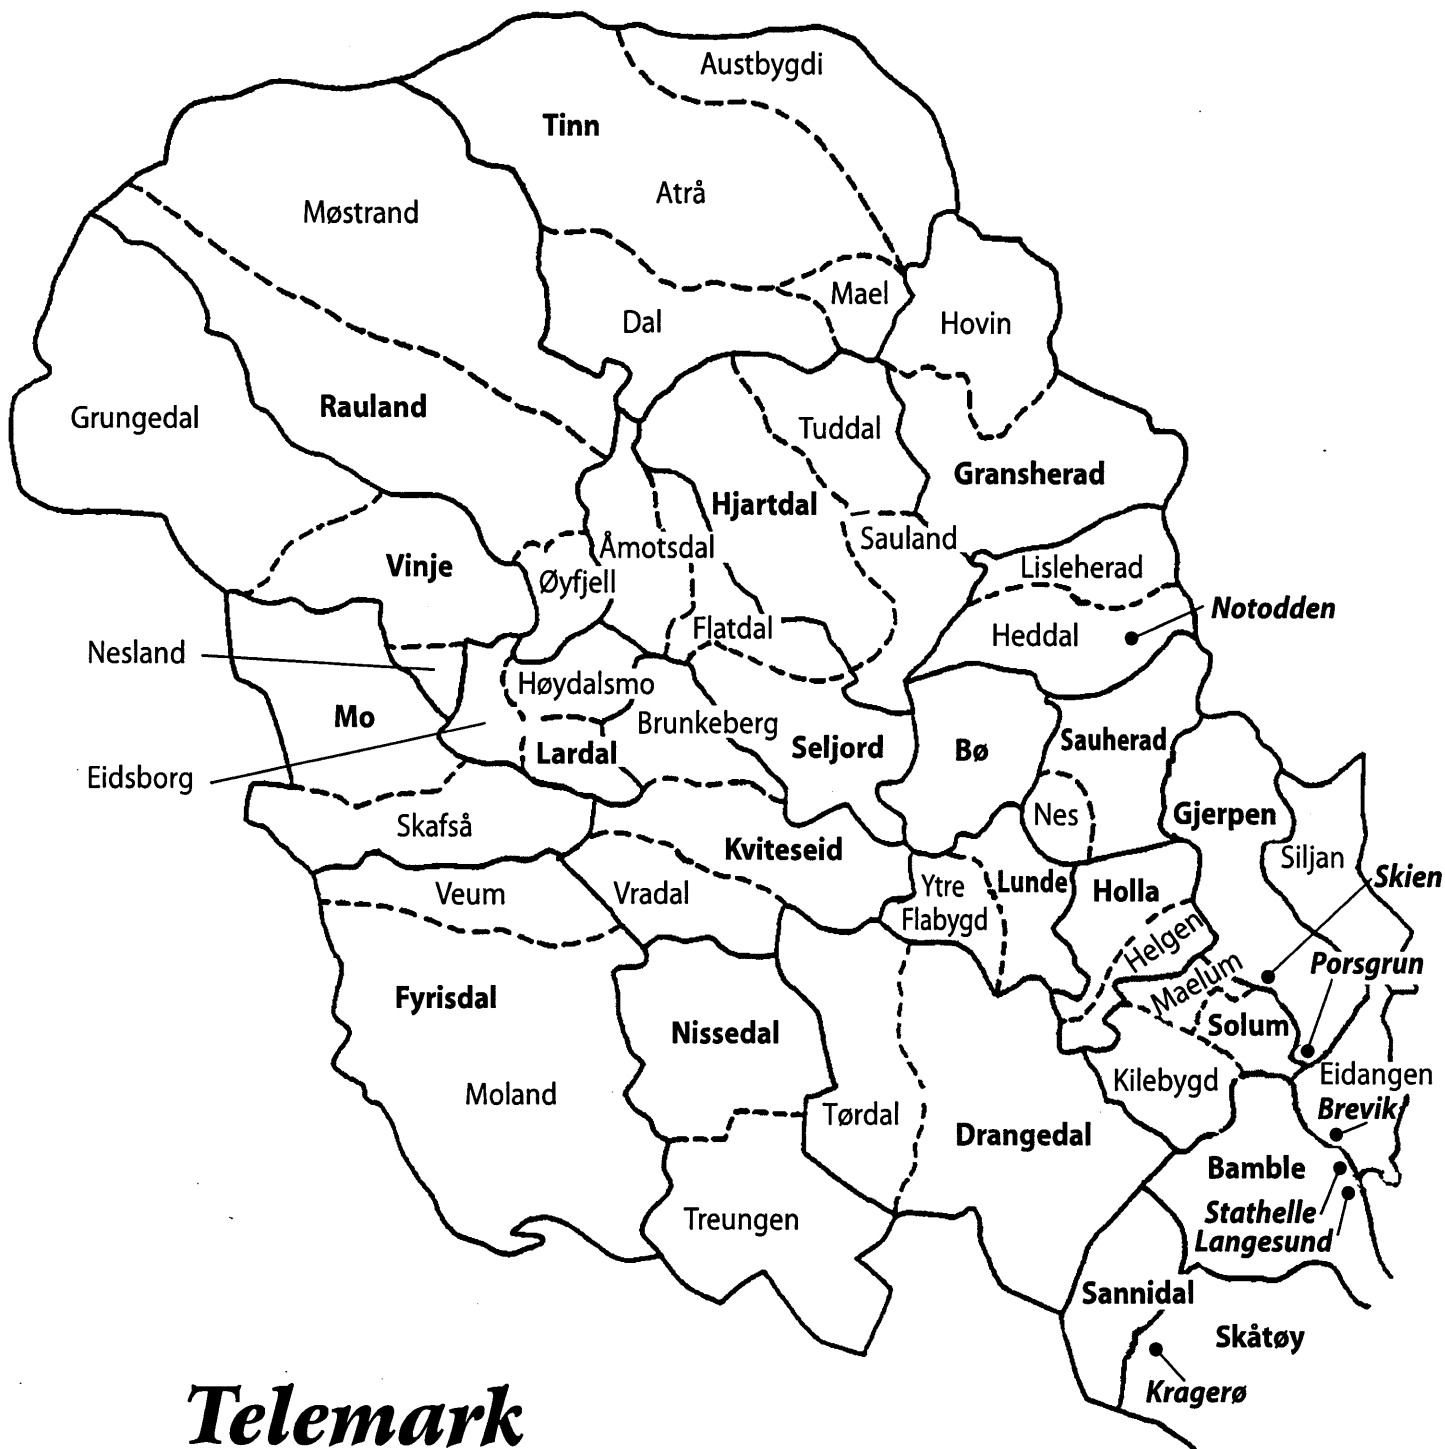 Austbygdi
Tinn
Atrå
Møstrand
Mael
Dal
Hovin
Grungedal
Rauland
Tuddal
Gransherad
Hjartdal
Sauland
Åmotsdal
Vinje
Øyfjell
Lisleherad
Notodden
Flatdal
Heddal
Nesland
Høydalsmo
Mo
Brunkeberg
Lardal
Seljord
Bø
Sauherad
Eidsborg
Skafså
Nes
Gjerpen
Kviteseid
Siljan
Skien
Veum
Vradal
Ytre
Flabygd
Lunde
Holla
Helgen
Porsgrun
Maelum
Fyrisdal
Nissedal
Solum
Moland
Kilebygd
Eidangen
Tørdal
Brevik
Drangedal
Bamble
Treungen
Stathelle
Langesund
Sannidal
Skåtøy
Kragerø
Telemark